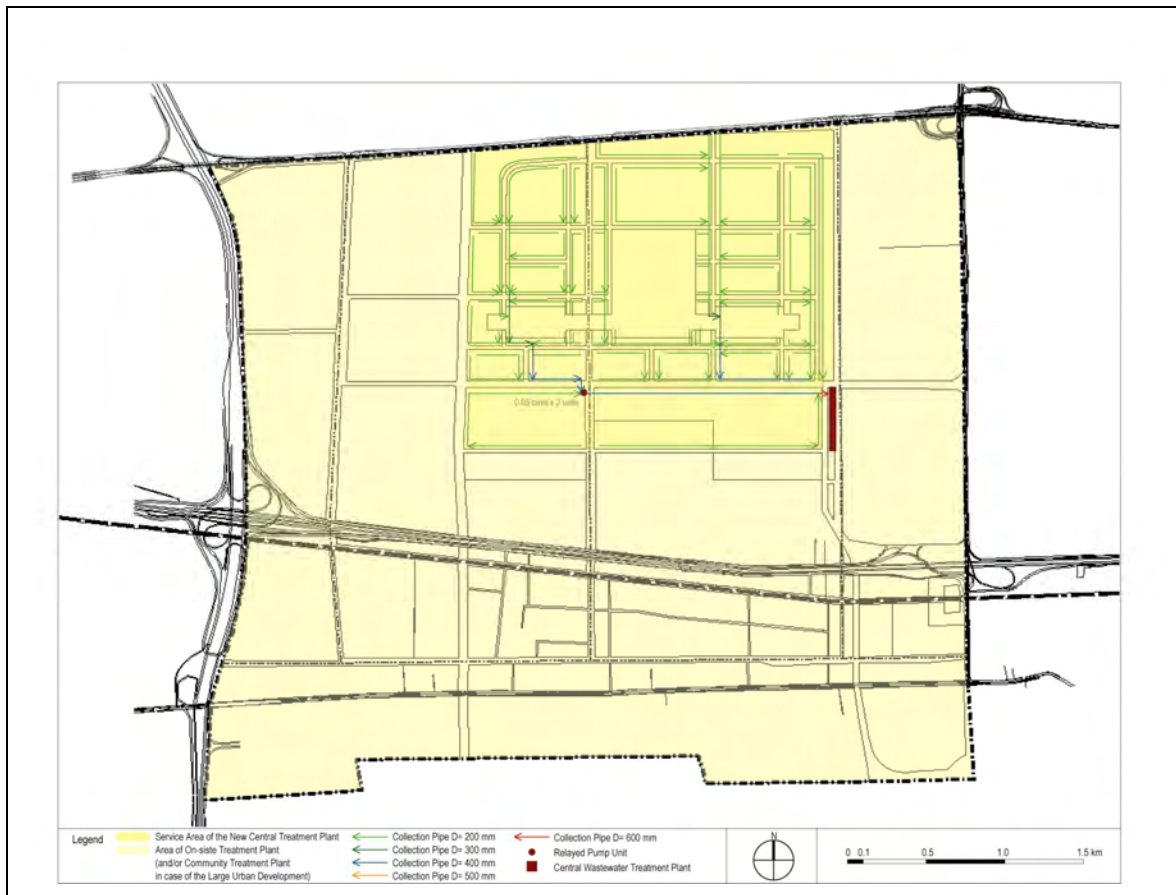 Legend
Service Area of the New Central Treatment Plant
Area of On-siste Treatment Plant
(and/or Community Treatment Plant
in case of the Large Urban Development)
Collection Pipe D= 200 mm
Collection Pipe D= 300 mm
Collection Pipe D= 400 mm
Collection Pipe D= 500 mm
Collection Pipe D= 600 mm
Relayed Pump Unit
Central Wastewater Treatment Plant
N
0 0.1 0.5 1.0 1.5 km